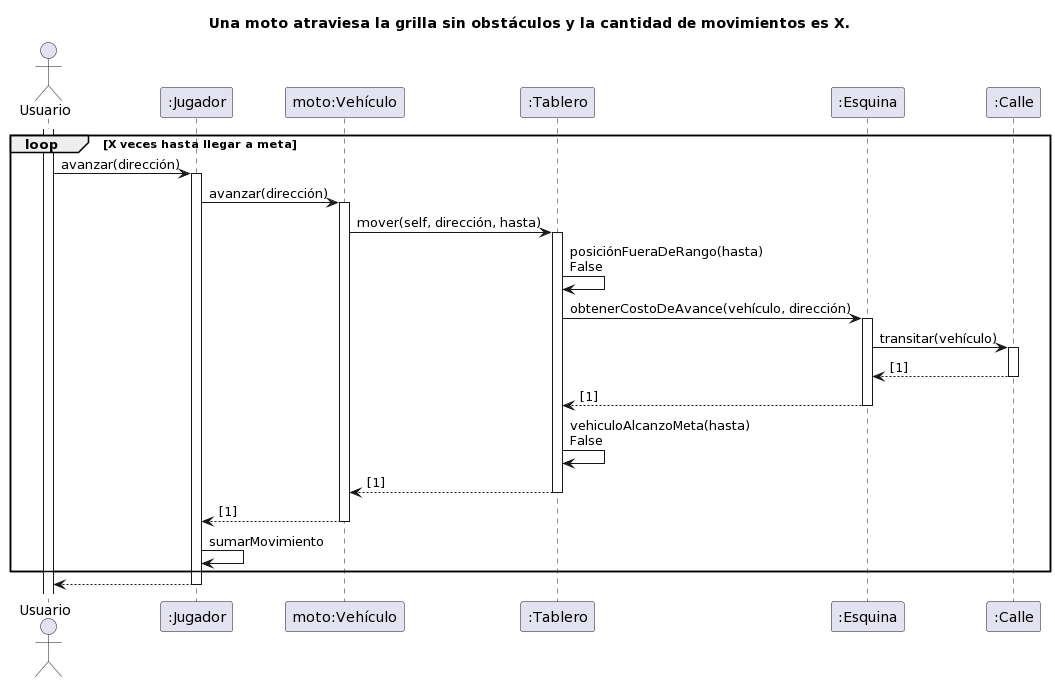 Una moto atraviesa la grilla sin obstáculos y la cantidad de movimientos es X.
Usuario
:Jugador
moto:Vehículo
:Tablero
:Esquina
:Calle
loop
[X veces hasta llegar a meta]
avanzar(dirección)
avanzar(dirección)
mover(self, dirección, hasta)
posiciónFueraDeRango(hasta)
False
obtenerCostoDeAvance(vehículo, dirección)
transitar(vehículo)
[1]
[1]
vehiculoAlcanzoMeta(hasta)
False
[1]
[1]
sumarMovimiento
Usuario
:Jugador
moto:Vehículo
:Tablero
:Esquina
:Calle